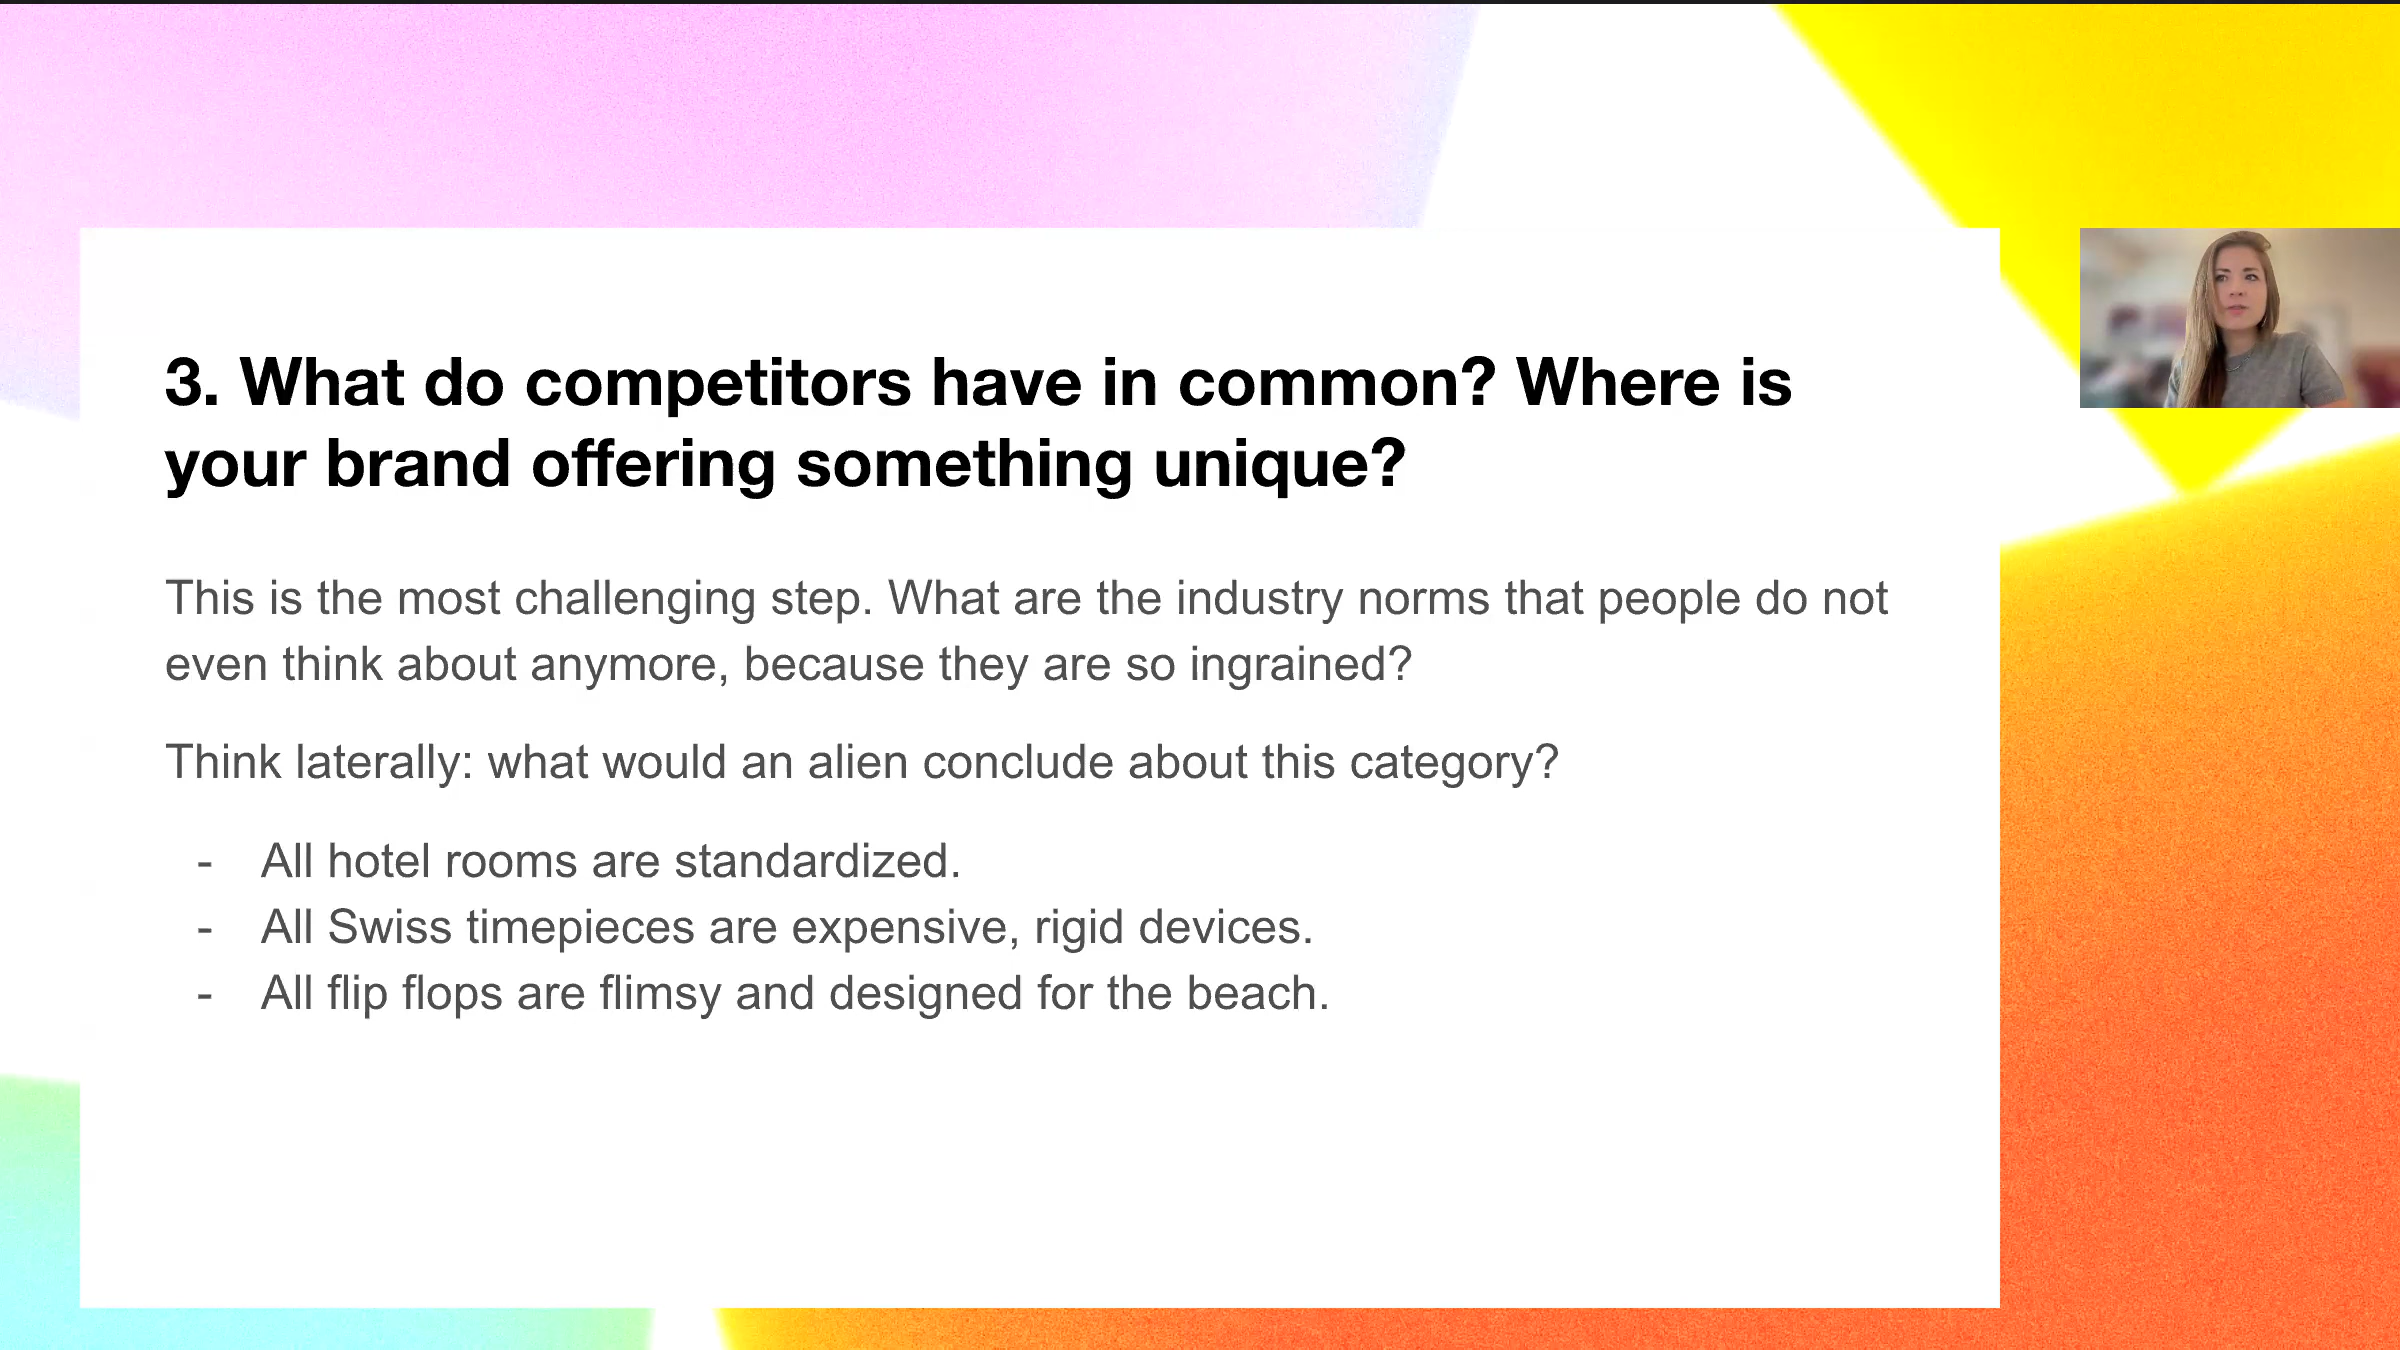 3. What do competitors have in common? Where is
your brand offering something unique?
This is the most challenging step. What are the industry norms that people do not
even think about anymore, because they are so ingrained?
Think laterally: what would an alien conclude about this category?
- All hotel rooms are standardized.
- All Swiss timepieces are expensive, rigid devices.
- All flip flops are flimsy and designed for the beach.